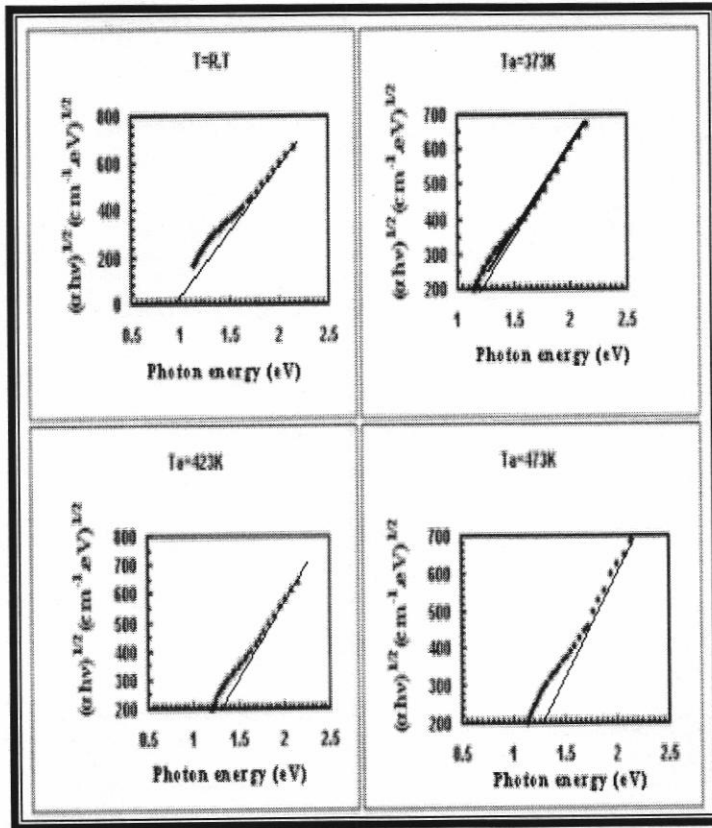 T=R.T
(αhν)^1/2 (cm^-1.eV)^1/2
800
600
400
200
0
0.5 1 1.5 2 2.5
Photon energy (eV)
Ta=373K
(αhν)^1/2 (cm^-1.eV)^1/2
700
600
500
400
300
200
1 1.5 2 2.5
Photon energy (eV)
Ta=423K
(αhν)^1/2 (cm^-1.eV)^1/2
800
700
600
500
400
300
200
0.5 1 1.5 2 2.5
Photon energy (eV)
Ta=473K
(αhν)^1/2 (cm^-1.eV)^1/2
700
600
500
400
300
200
0.5 1 1.5 2 2.5
Photon energy (eV)